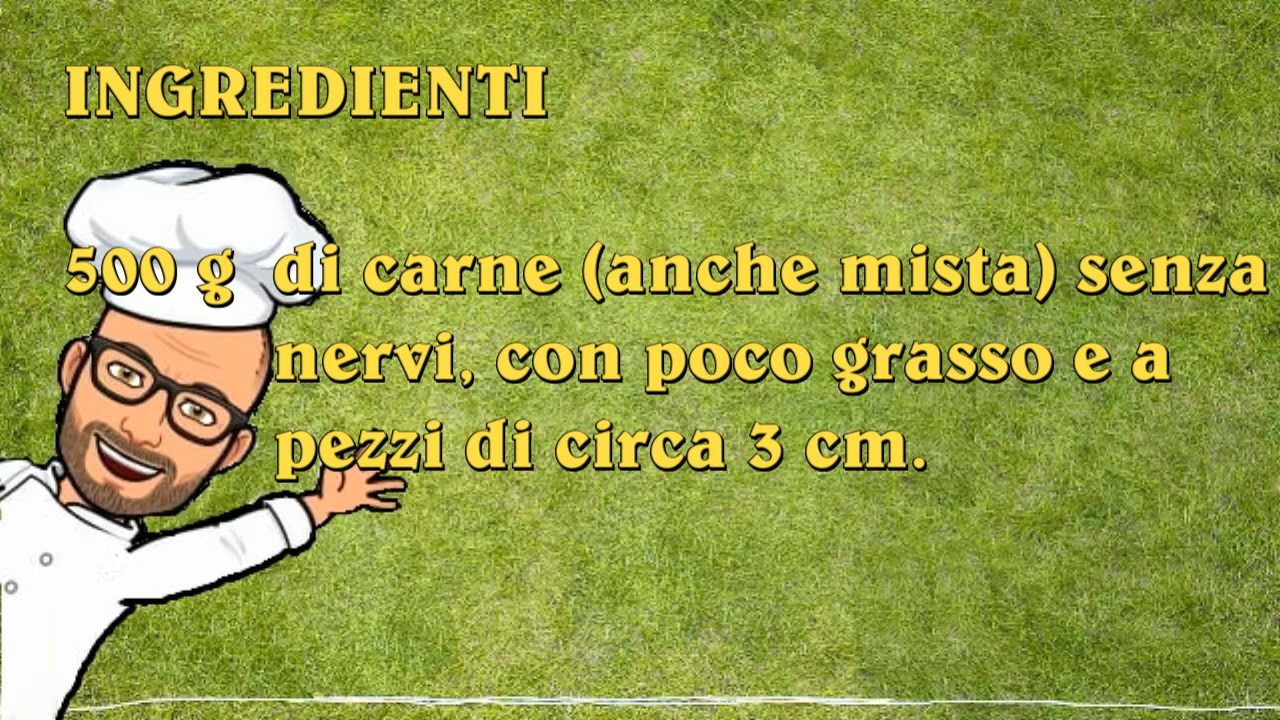 INGREDIENTI
500 g di carne (anche mista) senza
nervi, con poco grasso e a
pezzi di circa 3 cm.